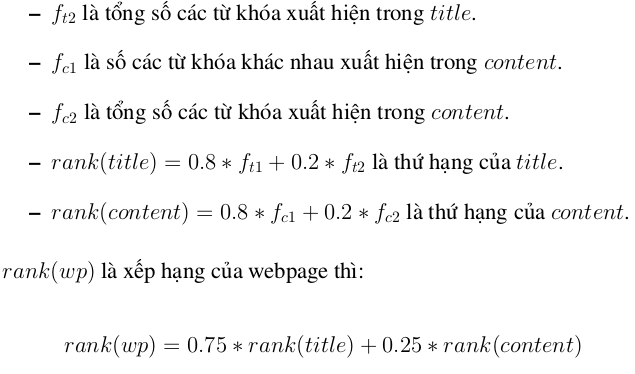 – f_{t2} là tổng số các từ khóa xuất hiện trong title.
– f_{c1} là số các từ khóa khác nhau xuất hiện trong content.
– f_{c2} là tổng số các từ khóa xuất hiện trong content.
– rank(title) = 0.8 ∗ f_{t1} + 0.2 ∗ f_{t2} là thứ hạng của title.
– rank(content) = 0.8 ∗ f_{c1} + 0.2 ∗ f_{c2} là thứ hạng của content.
rank(wp) là xếp hạng của webpage thì:
rank(wp) = 0.75 ∗ rank(title) + 0.25 ∗ rank(content)